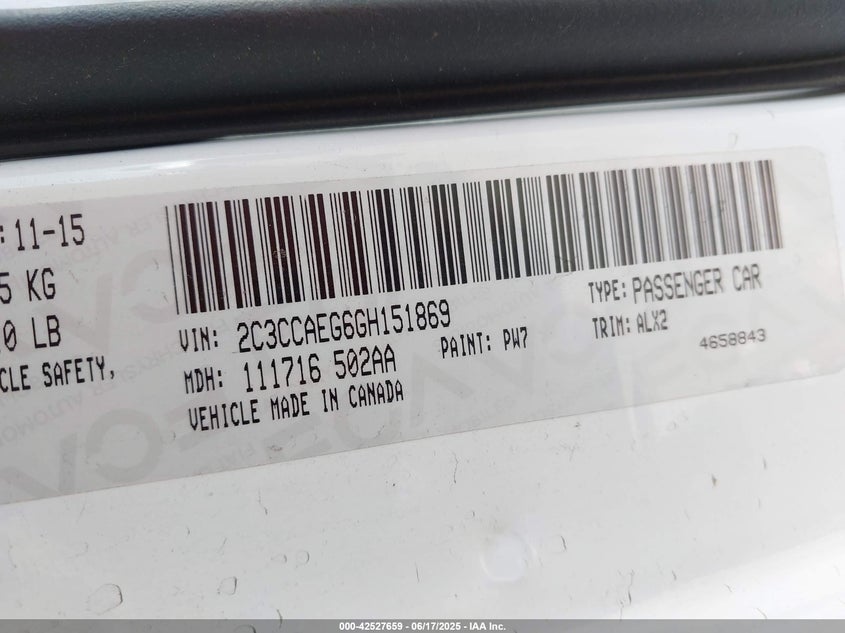 : 11-15
5 KG
0 LB
CLE SAFETY,
VIN: 2C3CCAEG6GH151869
MDH: 111716 502AA
VEHICLE MADE IN CANADA
PAINT: PW7
TYPE: PASSENGER CAR
TRIM: ALX2
4658843
000-42527659 - 06/17/2025 - IAA Inc.